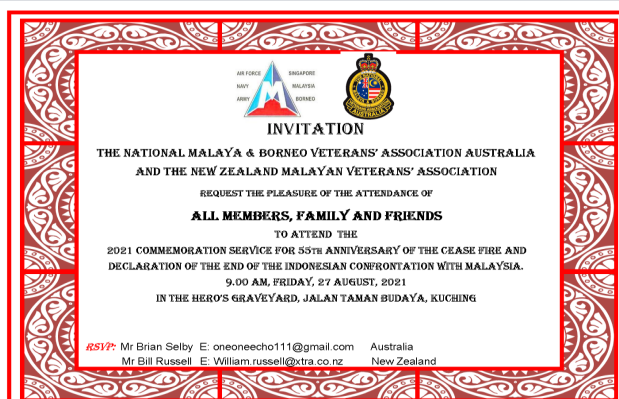 AIR FORCE SINGAPORE
NAVY MALAYSIA
ARMY BORNEO
M
INVITATION
THE NATIONAL MALAYA & BORNEO VETERANS' ASSOCIATION AUSTRALIA
AND THE NEW ZEALAND MALAYAN VETERANS' ASSOCIATION
REQUEST THE PLEASURE OF THE ATTENDANCE OF
ALL MEMBERS, FAMILY AND FRIENDS
TO ATTEND THE
2021 COMMEMORATION SERVICE FOR 55TH ANNIVERSARY OF THE CEASE FIRE AND
DECLARATION OF THE END OF THE INDONESIAN CONFRONTATION WITH MALAYSIA.
9.00 AM, FRIDAY, 27 AUGUST, 2021
IN THE HERO'S GRAVEYARD, JALAN TAMAN BUDAYA, KUCHING
RSVP: Mr Brian Selby E: oneoneecho111@gmail.com Australia
Mr Bill Russell E: William.russell@xtra.co.nz New Zealand